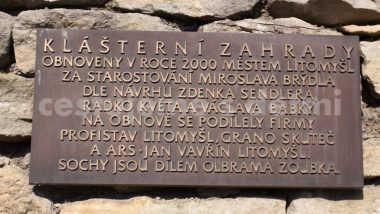 KLÁŠTERNÍ ZAHRADY
OBNOVENY V ROCE 2000 MĚSTEM LITOMYŠL
ZA STAROSTOVÁNÍ MIROSLAVA BRÝDLA
DLE NÁVRHU ZDENKA SENDLERA,
RADKO KVĚTA A VÁCLAVA BABKY
NA OBNOVĚ SE PODÍLELY FIRMY
PROFISTAV LITOMYŠL, GRANO SKUTEČ
A ARS - JAN VAVŘÍN LITOMYŠL.
SOCHY JSOU DÍLEM OLBRAMA ZOUBKA.